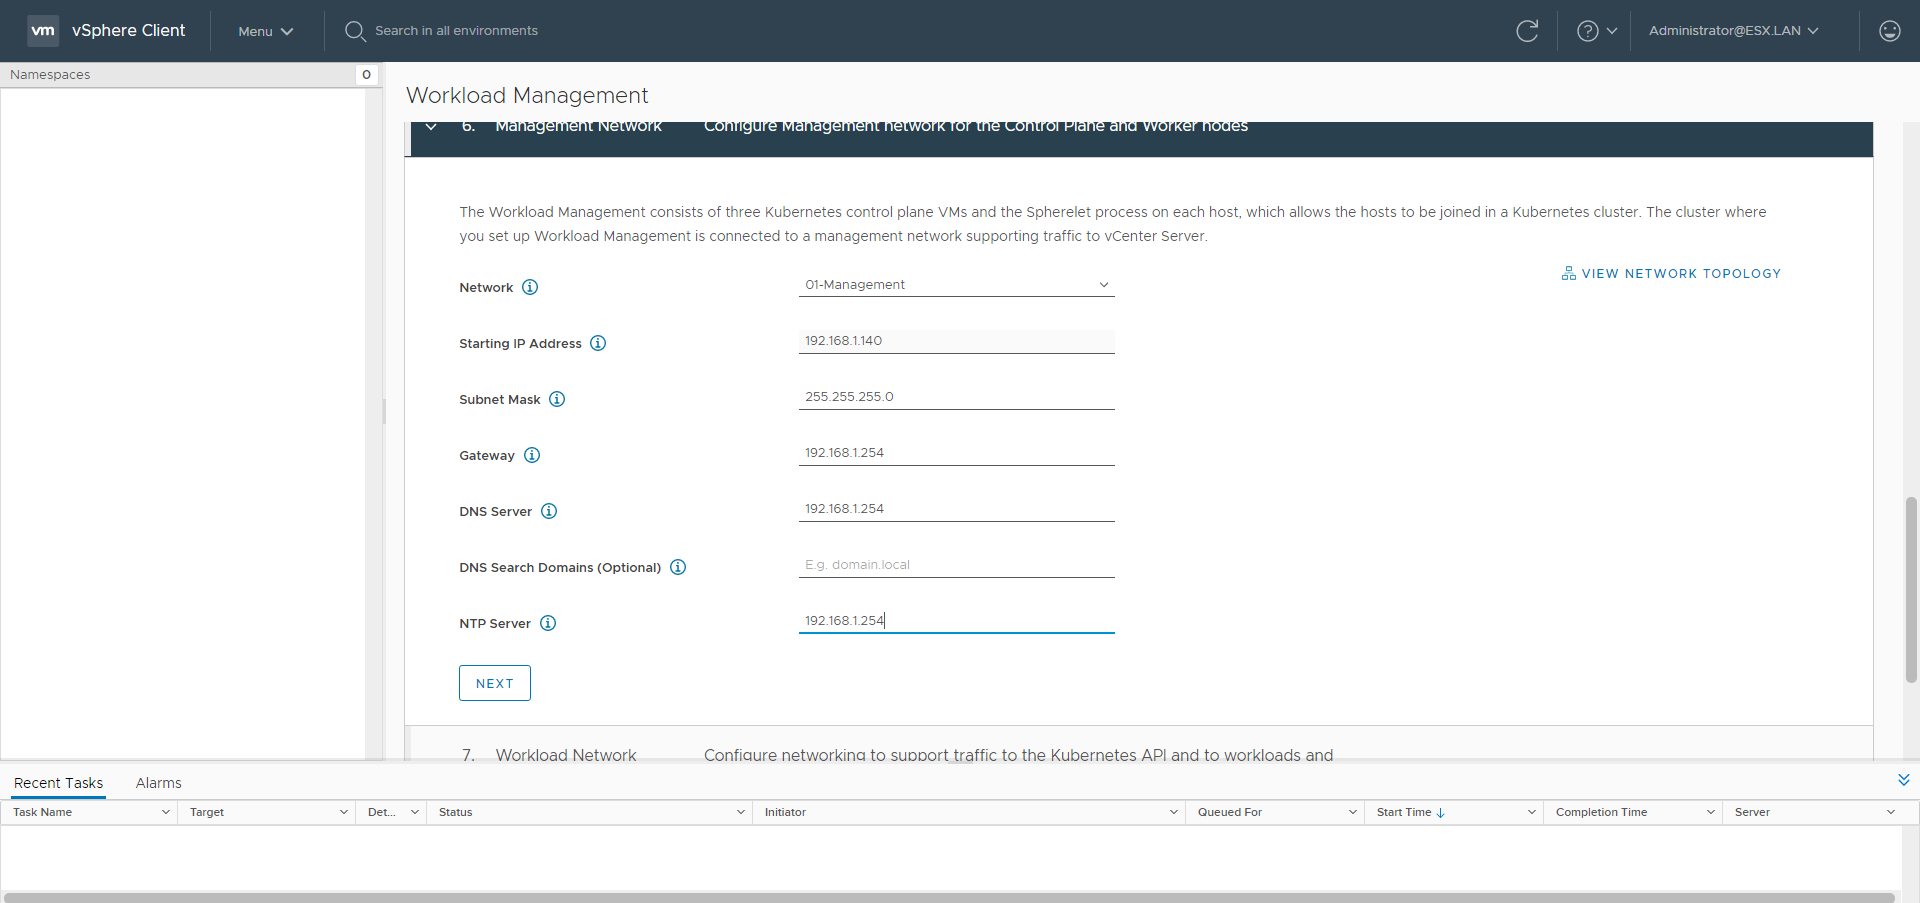 vm vSphere Client Menu Search in all environments Administrator@ESX.LAN
Namespaces 0
Workload Management
6. Management Network Configure Management network for the Control Plane and Worker nodes
The Workload Management consists of three Kubernetes control plane VMs and the Spherelet process on each host, which allows the hosts to be joined in a Kubernetes cluster. The cluster where
you set up Workload Management is connected to a management network supporting traffic to vCenter Server.
VIEW NETWORK TOPOLOGY
Network 01-Management
Starting IP Address 192.168.1.140
Subnet Mask 255.255.255.0
Gateway 192.168.1.254
DNS Server 192.168.1.254
DNS Search Domains (Optional) E.g. domain.local
NTP Server 192.168.1.254
NEXT
7. Workload Network Configure networking to support traffic to the Kubernetes API and to workloads and
Recent Tasks Alarms
Task Name Target Det... Status Initiator Queued For Start Time Completion Time Server